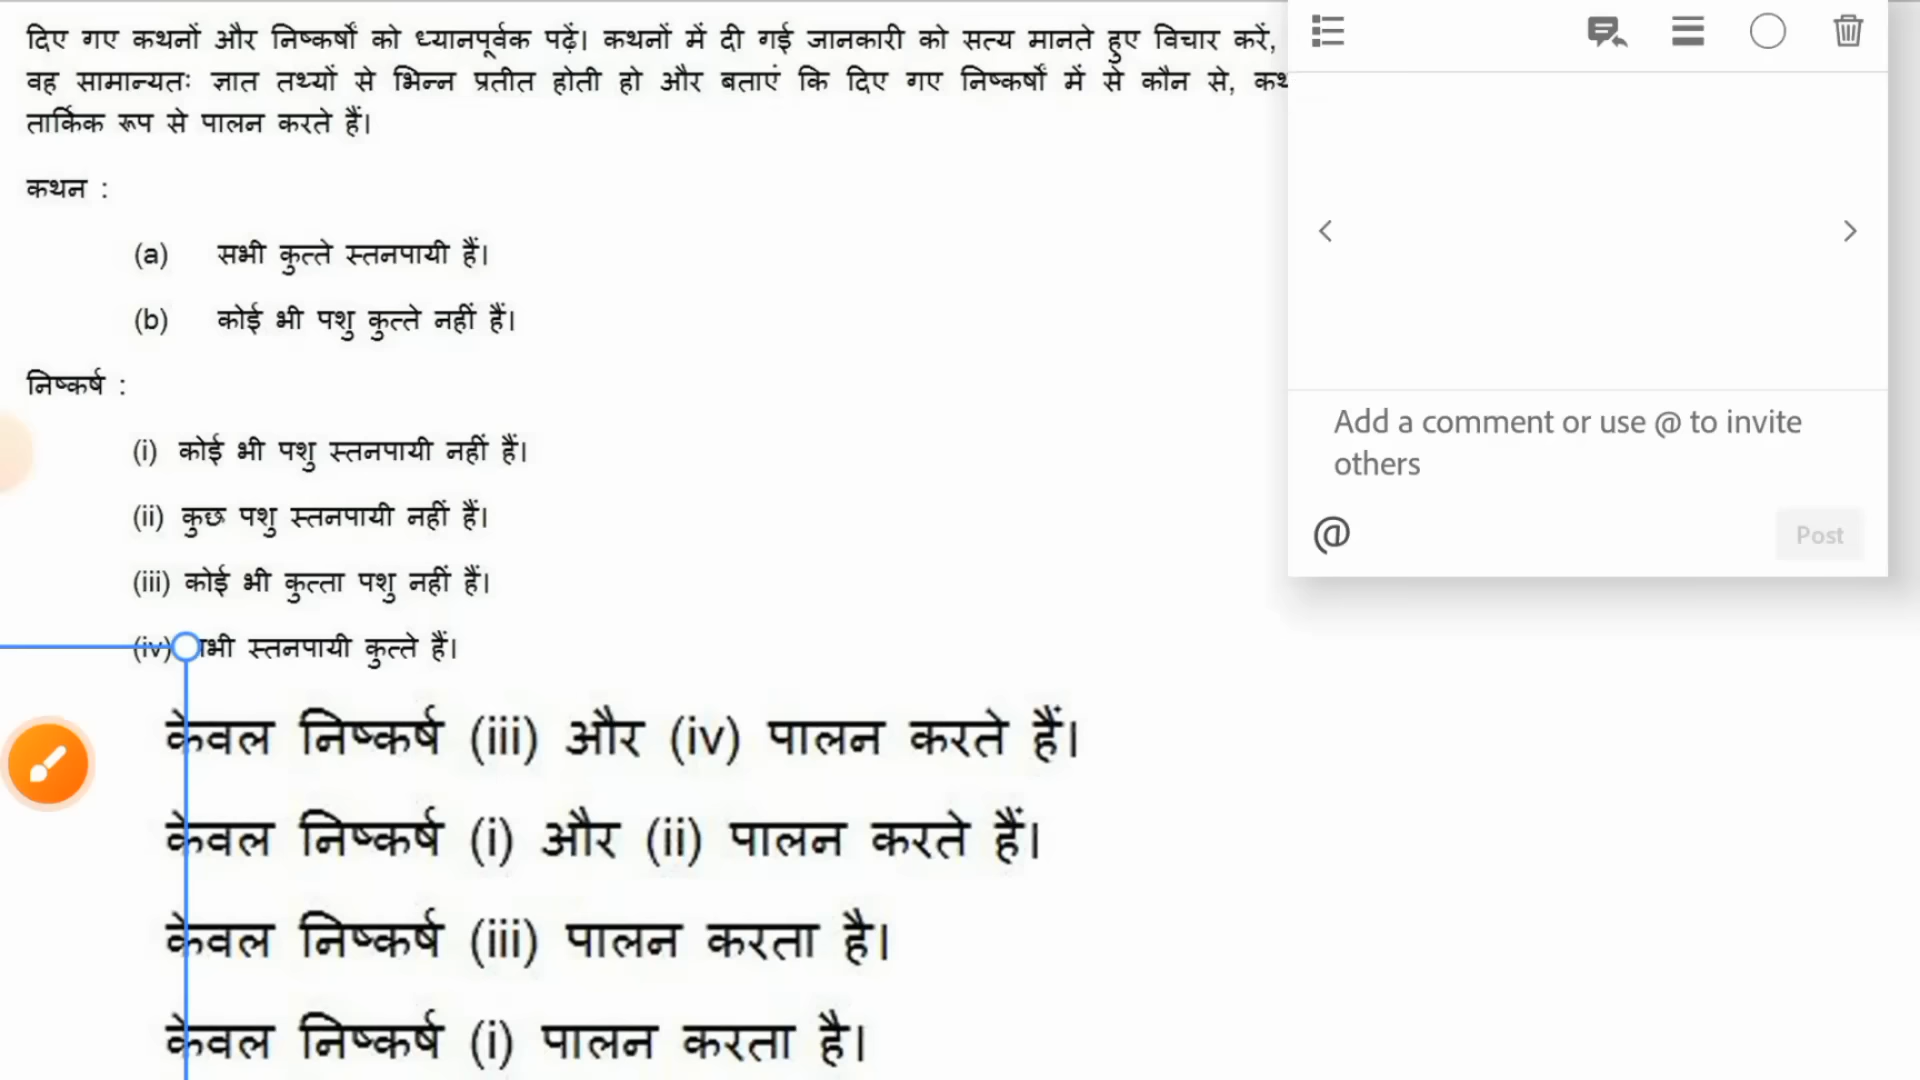 दिए गए कथनों और निष्कर्षों को ध्यानपूर्वक पढ़ें। कथनों में दी गई जानकारी को सत्य मानते हुए विचार करें,
वह सामान्यतः ज्ञात तथ्यों से भिन्न प्रतीत होती हो और बताएं कि दिए गए निष्कर्षों में से कौन से,
तार्किक रूप से पालन करते हैं।
कथन :
(a) सभी कुत्ते स्तनपायी हैं।
(b) कोई भी पशु कुत्ते नहीं हैं।
निष्कर्ष :
(i) कोई भी पशु स्तनपायी नहीं हैं।
(ii) कुछ पशु स्तनपायी नहीं हैं।
(iii) कोई भी कुत्ता पशु नहीं हैं।
(iv) स्तनपायी कुत्ते हैं।
केवल निष्कर्ष (iii) और (iv) पालन करते हैं।
केवल निष्कर्ष (i) और (ii) पालन करते हैं।
केवल निष्कर्ष (iii) पालन करता है।
केवल निष्कर्ष (i) पालन करता है।
Add a comment or use @ to invite
others
@
Post